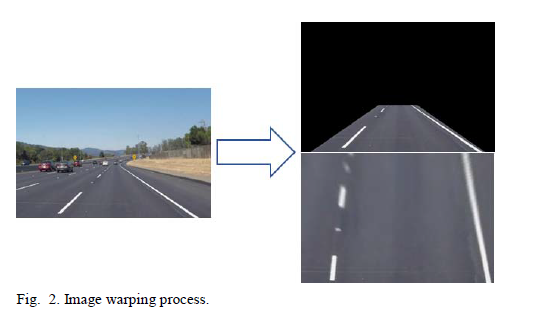 Fig. 2. Image warping process.